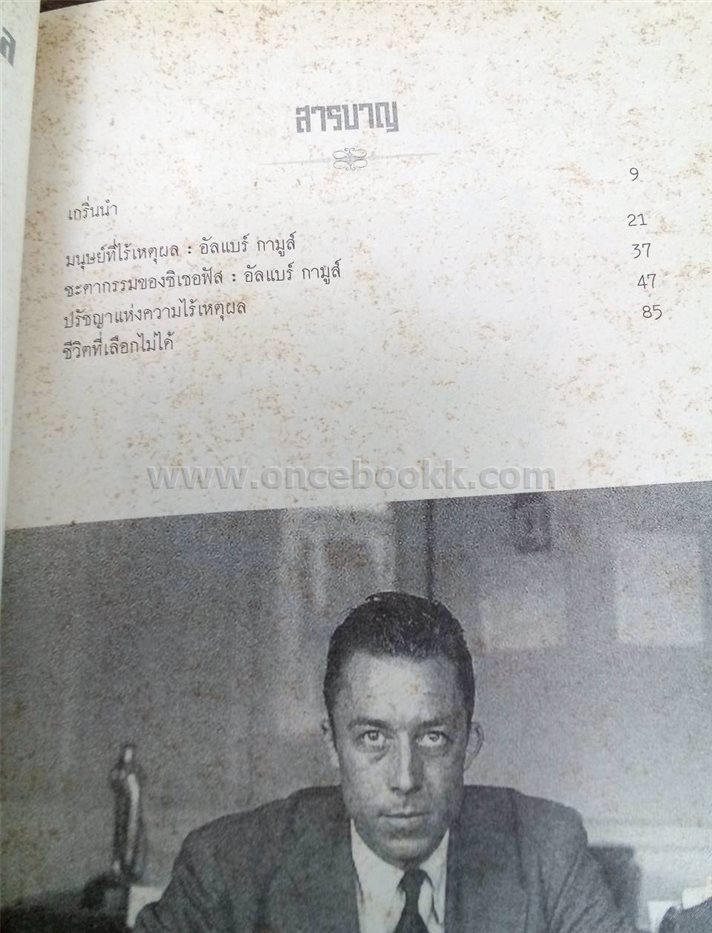 สารบาญ
เกริ่นนำ 9
มนุษย์ที่ไร้เหตุผล : อัลแบร์ กามูส์ 21
ชะตากรรมของซิเซอฟัส : อัลแบร์ กามูส์ 37
ปรัชญาแห่งความไร้เหตุผล 47
ชีวิตที่เลือกไม่ได้ 85
www.oncebookk.com